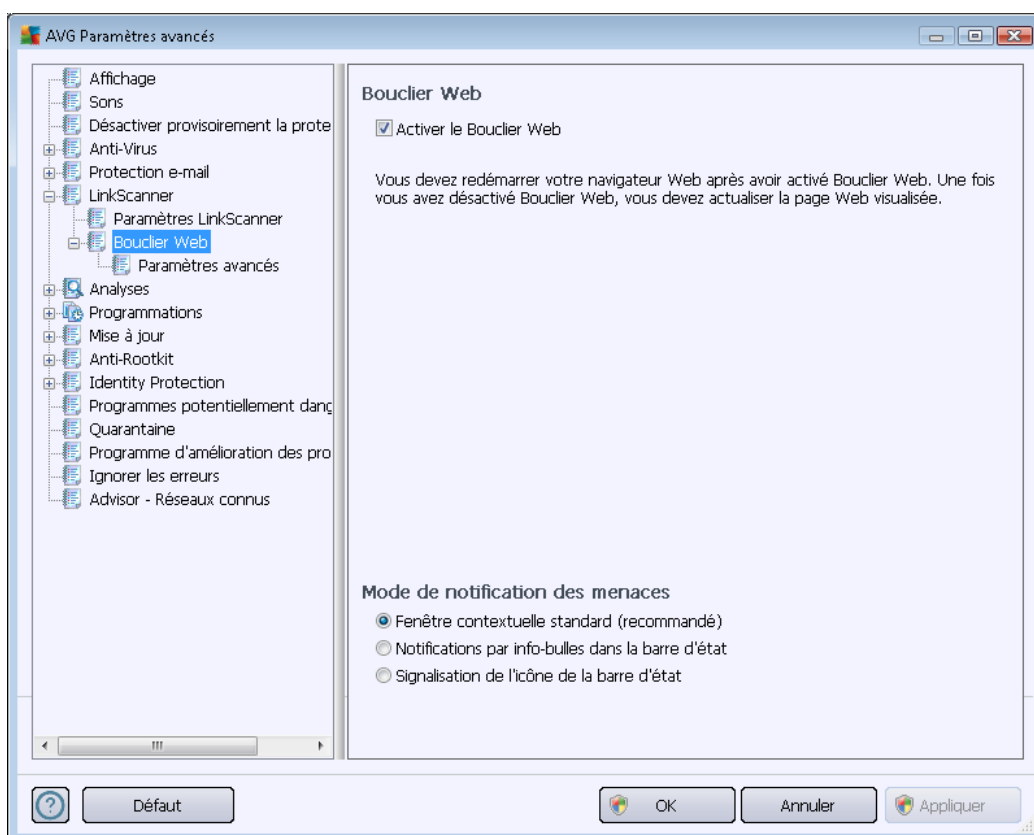 AVG Paramètres avancés
Affichage
Sons
Désactiver provisoirement la prote
Anti-Virus
Protection e-mail
LinkScanner
Paramètres LinkScanner
Bouclier Web
Paramètres avancés
Analyses
Programmations
Mise à jour
Anti-Rootkit
Identity Protection
Programmes potentiellement dang
Quarantaine
Programme d'amélioration des pro
Ignorer les erreurs
Advisor - Réseaux connus
Bouclier Web
Activer le Bouclier Web
Vous devez redémarrer votre navigateur Web après avoir activé Bouclier Web. Une fois
vous avez désactivé Bouclier Web, vous devez actualiser la page Web visualisée.
Mode de notification des menaces
Fenêtre contextuelle standard (recommandé)
Notifications par info-bulles dans la barre d'état
Signalisation de l'icône de la barre d'état
Défaut
OK
Annuler
Appliquer